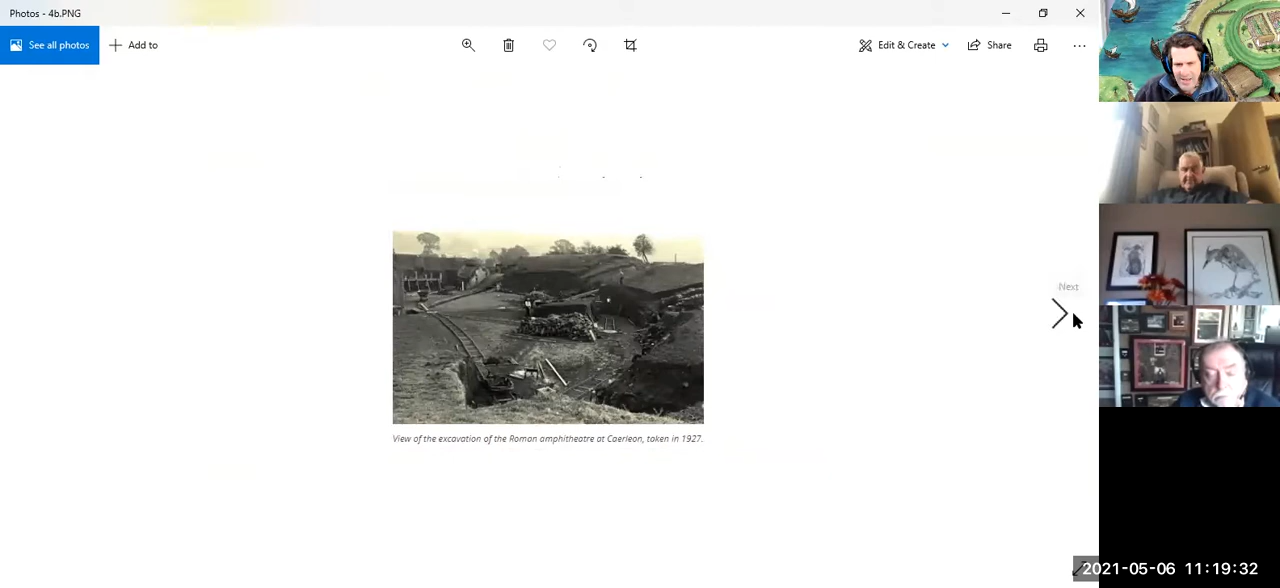 Photos - 4b.PNG
See all photos
Add to
Edit & Create
Share
Next
View of the excavation of the Roman amphitheatre at Caerleon, taken in 1927.
2021-05-06 11:19:32